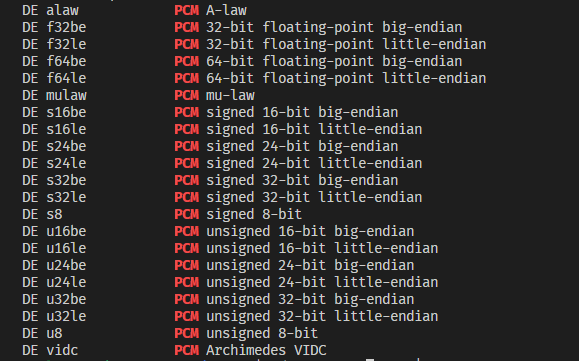 DE alaw PCM A-law
DE f32be PCM 32-bit floating-point big-endian
DE f32le PCM 32-bit floating-point little-endian
DE f64be PCM 64-bit floating-point big-endian
DE f64le PCM 64-bit floating-point little-endian
DE mulaw PCM mu-law
DE s16be PCM signed 16-bit big-endian
DE s16le PCM signed 16-bit little-endian
DE s24be PCM signed 24-bit big-endian
DE s24le PCM signed 24-bit little-endian
DE s32be PCM signed 32-bit big-endian
DE s32le PCM signed 32-bit little-endian
DE s8 PCM signed 8-bit
DE u16be PCM unsigned 16-bit big-endian
DE u16le PCM unsigned 16-bit little-endian
DE u24be PCM unsigned 24-bit big-endian
DE u24le PCM unsigned 24-bit little-endian
DE u32be PCM unsigned 32-bit big-endian
DE u32le PCM unsigned 32-bit little-endian
DE u8 PCM unsigned 8-bit
DE vidc PCM Archimedes VIDC